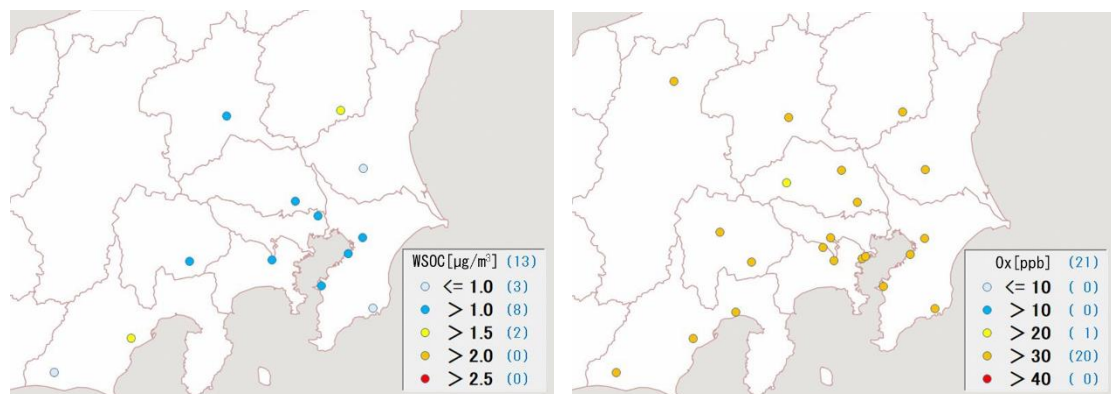 WSOC[μg/m³] (13)
<= 1.0 (3)
> 1.0 (8)
> 1.5 (2)
> 2.0 (0)
> 2.5 (0)
Ox[ppb] (21)
<= 10 ( 0)
> 10 ( 0)
> 20 ( 1)
> 30 (20)
> 40 ( 0)